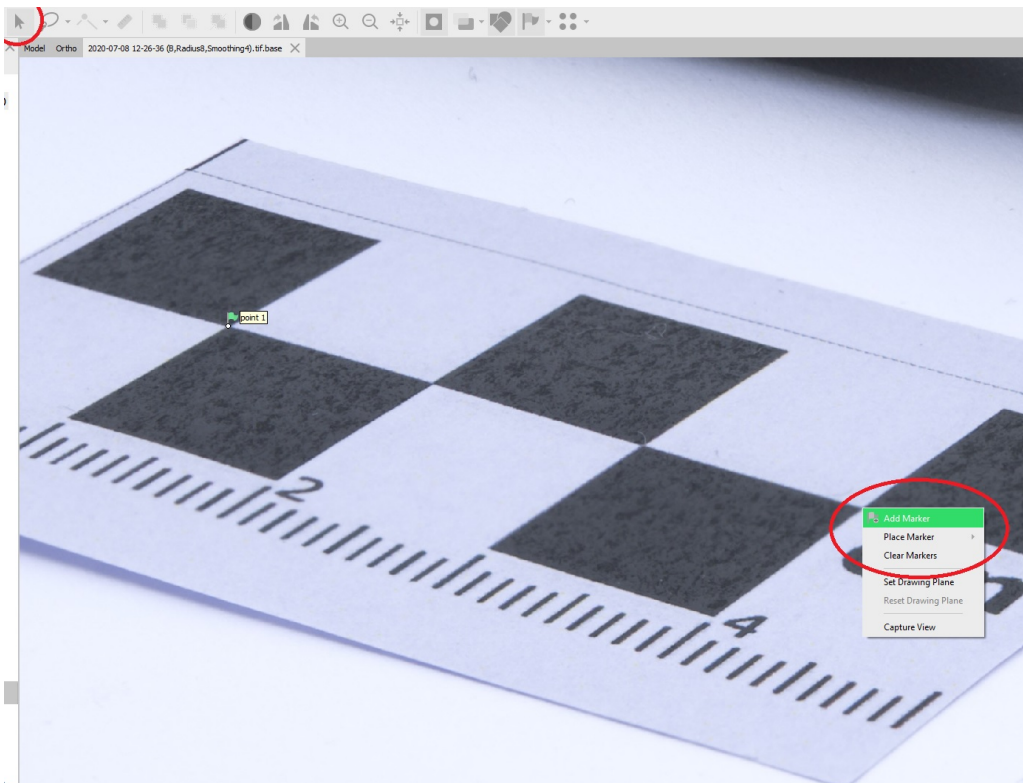 Model Ortho 2020-07-08 12-26-36 (B,Radius8,Smoothing4).tif.base
point 1
2
Add Marker
Place Marker
Clear Markers
Set Drawing Plane
Reset Drawing Plane
4
Capture View